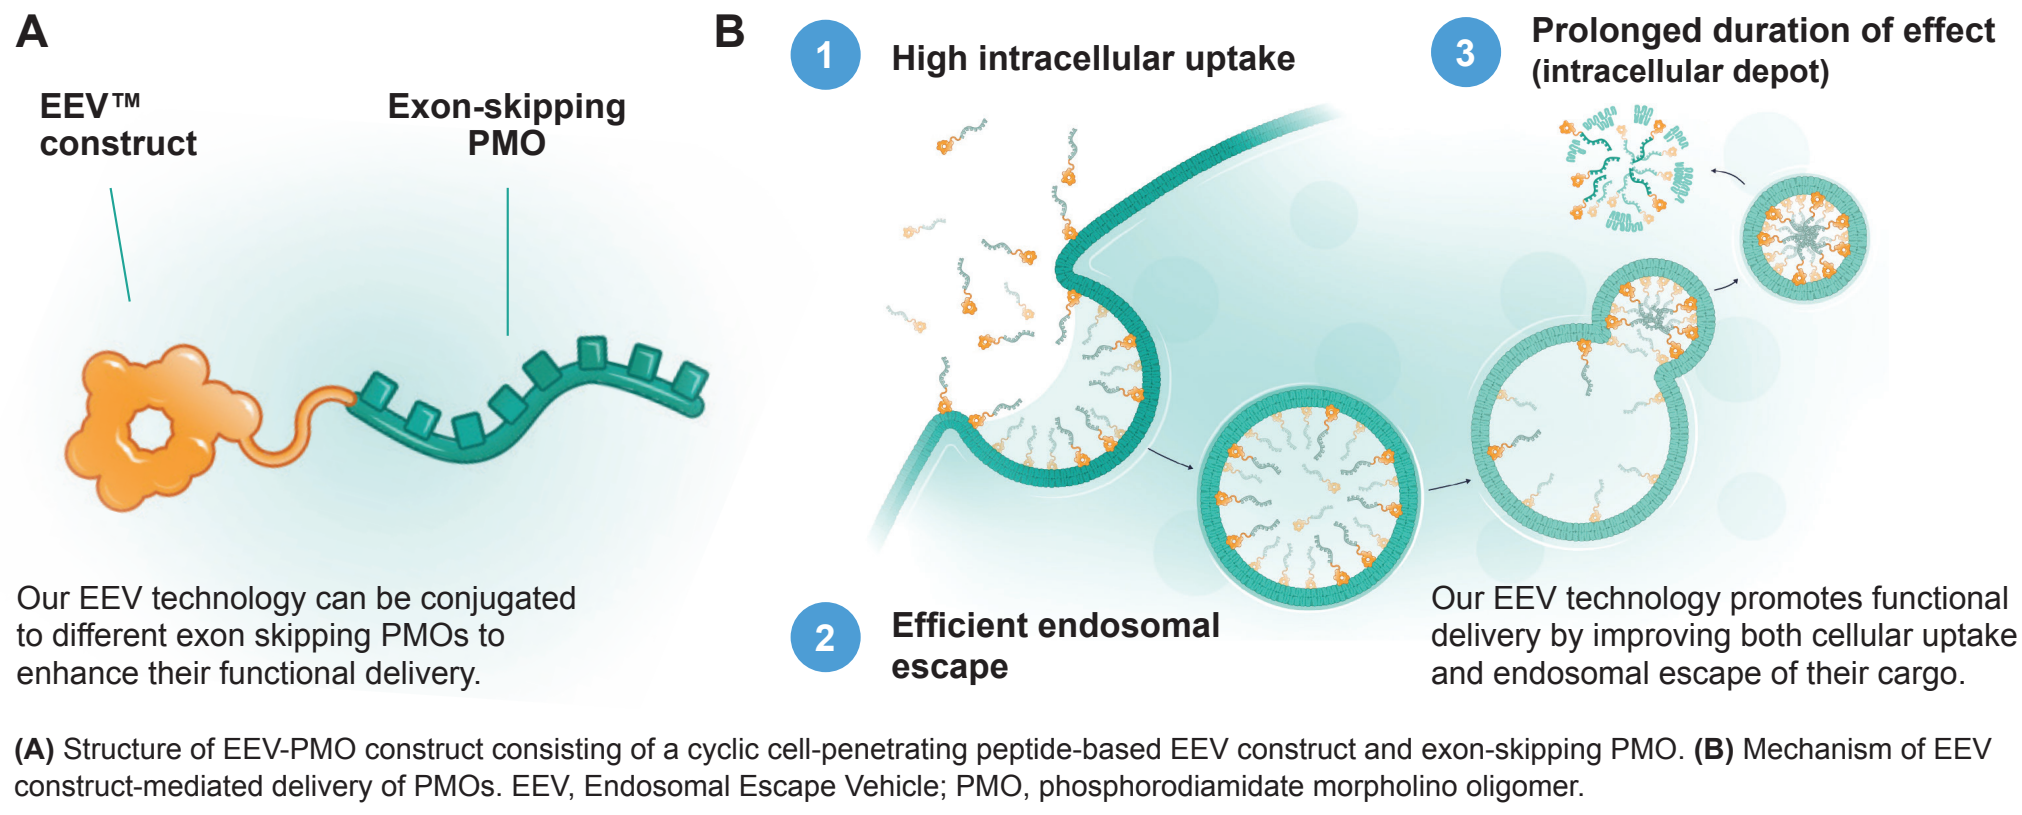 A
EEV™
construct
Exon-skipping
PMO
Our EEV technology can be conjugated
to different exon skipping PMOs to
enhance their functional delivery.
B
1
High intracellular uptake
2
Efficient endosomal
escape
3
Prolonged duration of effect
(intracellular depot)
Our EEV technology promotes functional
delivery by improving both cellular uptake
and endosomal escape of their cargo.
(A) Structure of EEV-PMO construct consisting of a cyclic cell-penetrating peptide-based EEV construct and exon-skipping PMO. (B) Mechanism of EEV
construct-mediated delivery of PMOs. EEV, Endosomal Escape Vehicle; PMO, phosphorodiamidate morpholino oligomer.